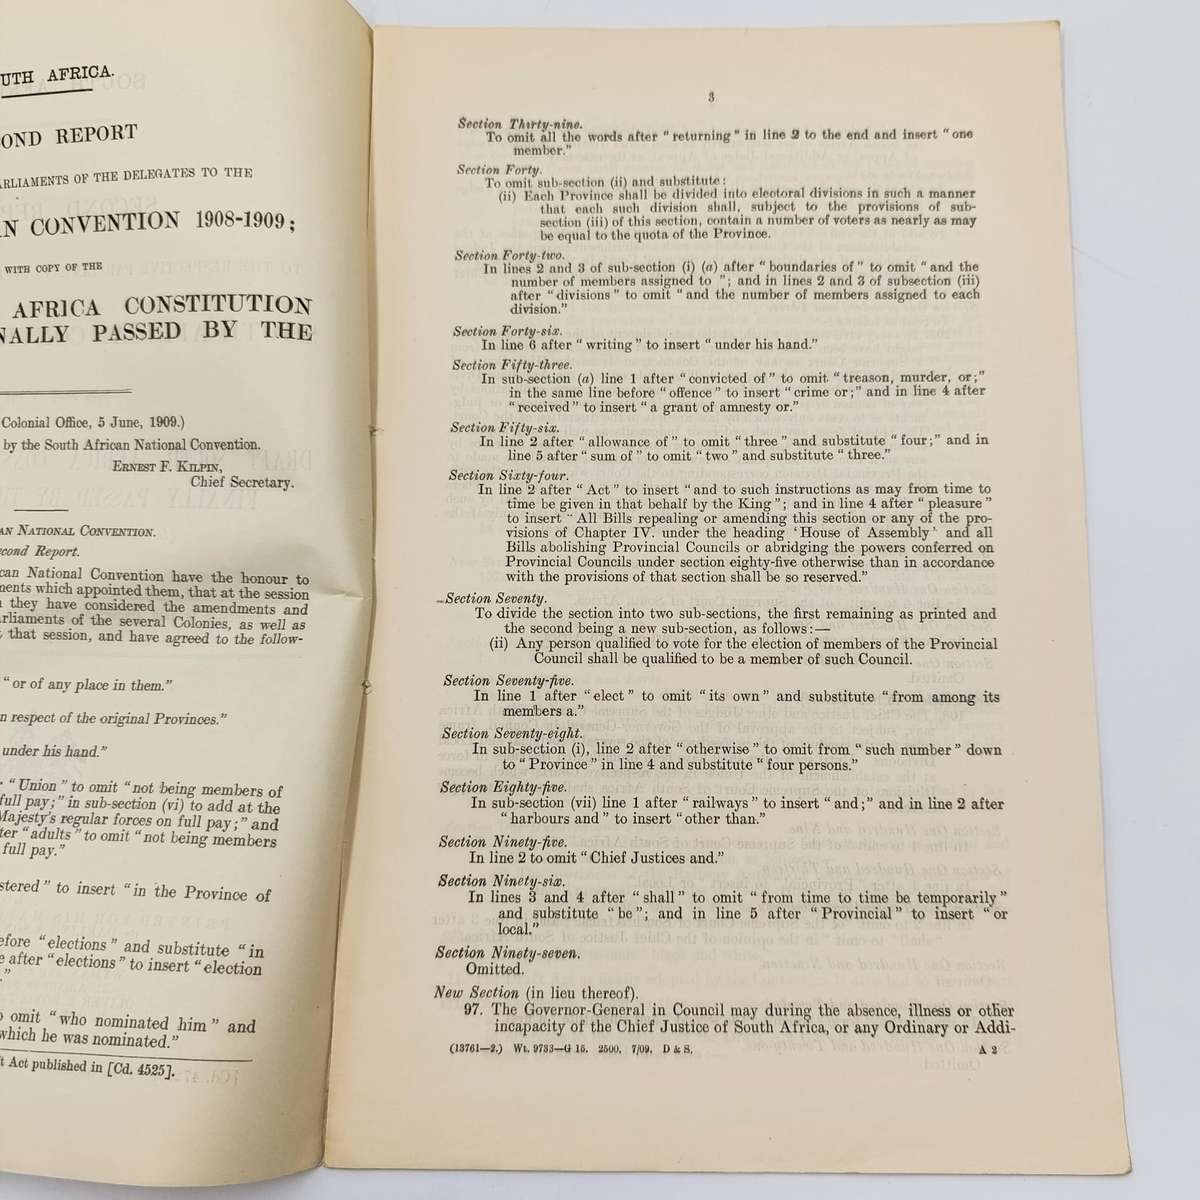 UTH AFRICA.
OND REPORT
ARLIAMENTS OF THE DELEGATES TO THE
N CONVENTION 1908-1909;
WITH COPY OF THE
AFRICA CONSTITUTION
NALLY PASSED BY THE
Colonial Office, 5 June, 1909.)
by the South African National Convention.
ERNEST F. KILPIN,
Chief Secretary.
AN NATIONAL CONVENTION.
econd Report.
can National Convention have the honour to
ments which appointed them, that at the session
they have considered the amendments and
rliaments of the several Colonies, as well as
that session, and have agreed to the follow-
"or of any place in them."
n respect of the original Provinces."
under his hand."
"Union" to omit "not being members of
full pay;" in sub-section (vi) to add at the
Majesty's regular forces on full pay;" and
ter "adults" to omit "not being members
full pay."
stered" to insert "in the Province of
efore "elections" and substitute "in
e after "elections" to insert "election
"
o omit "who nominated him" and
which he was nominated."
t Act published in [Cd. 4525].
3
Section Thirty-nine.
To omit all the words after "returning" in line 2 to the end and insert "one
member."
Section Forty.
To omit sub-section (ii) and substitute:
(ii) Each Province shall be divided into electoral divisions in such a manner
that each such division shall, subject to the provisions of sub-
section (iii) of this section, contain a number of voters as nearly as may
be equal to the quota of the Province.
Section Forty-two.
In lines 2 and 3 of sub-section (i) (a) after "boundaries of" to omit "and the
number of members assigned to"; and in lines 2 and 3 of subsection (iii)
after "divisions" to omit "and the number of members assigned to each
division."
Section Forty-six.
In line 6 after "writing" to insert "under his hand."
Section Fifty-three.
In sub-section (a) line 1 after "convicted of" to omit "treason, murder, or;"
in the same line before "offence" to insert "crime or;" and in line 4 after
"received" to insert "a grant of amnesty or."
Section Fifty-six.
In line 2 after "allowance of" to omit "three" and substitute "four;" and in
line 5 after "sum of" to omit "two" and substitute "three."
Section Sixty-four.
In line 2 after "Act" to insert "and to such instructions as may from time to
time be given in that behalf by the King"; and in line 4 after "pleasure"
to insert "All Bills repealing or amending this section or any of the pro-
visions of Chapter IV. under the heading 'House of Assembly' and all
Bills abolishing Provincial Councils or abridging the powers conferred on
Provincial Councils under section eighty-five otherwise than in accordance
with the provisions of that section shall be so reserved."
Section Seventy.
To divide the section into two sub-sections, the first remaining as printed and
the second being a new sub-section, as follows:—
(ii) Any person qualified to vote for the election of members of the Provincial
Council shall be qualified to be a member of such Council.
Section Seventy-five.
In line 1 after "elect" to omit "its own" and substitute "from among its
members a."
Section Seventy-eight.
In sub-section (i), line 2 after "otherwise" to omit from "such number" down
to "Province" in line 4 and substitute "four persons."
Section Eighty-five.
In sub-section (vii) line 1 after "railways" to insert "and;" and in line 2 after
"harbours and" to insert "other than."
Section Ninety-five.
In line 2 to omit "Chief Justices and."
Section Ninety-six.
In lines 3 and 4 after "shall" to omit "from time to time be temporarily"
and substitute "be"; and in line 5 after "Provincial" to insert "or
local."
Section Ninety-seven.
Omitted.
New Section (in lieu thereof).
97. The Governor-General in Council may during the absence, illness or other
incapacity of the Chief Justice of South Africa, or any Ordinary or Addi-
(13761—2.) Wt. 9733—G 15. 2500. 7/09. D & S. A 2